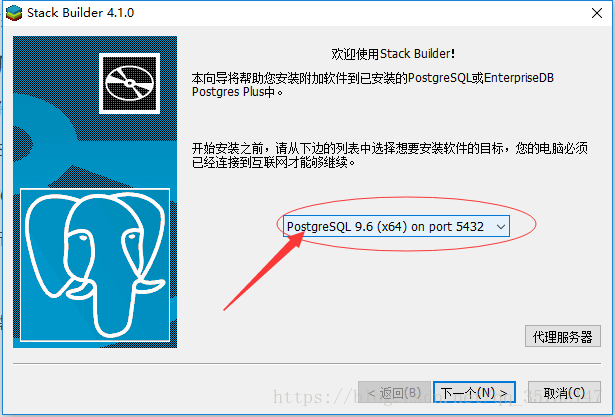 Stack Builder 4.1.0
欢迎使用Stack Builder!
本向导将帮助您安装附加软件到已安装的PostgreSQL或EnterpriseDB
Postgres Plus中。
开始安装之前，请从下边的列表中选择想要安装软件的目标，您的电脑必须
已经连接到互联网才能够继续。
PostgreSQL 9.6 (x64) on port 5432
代理服务器
< 返回(B)
下一个(N) >
取消(C)